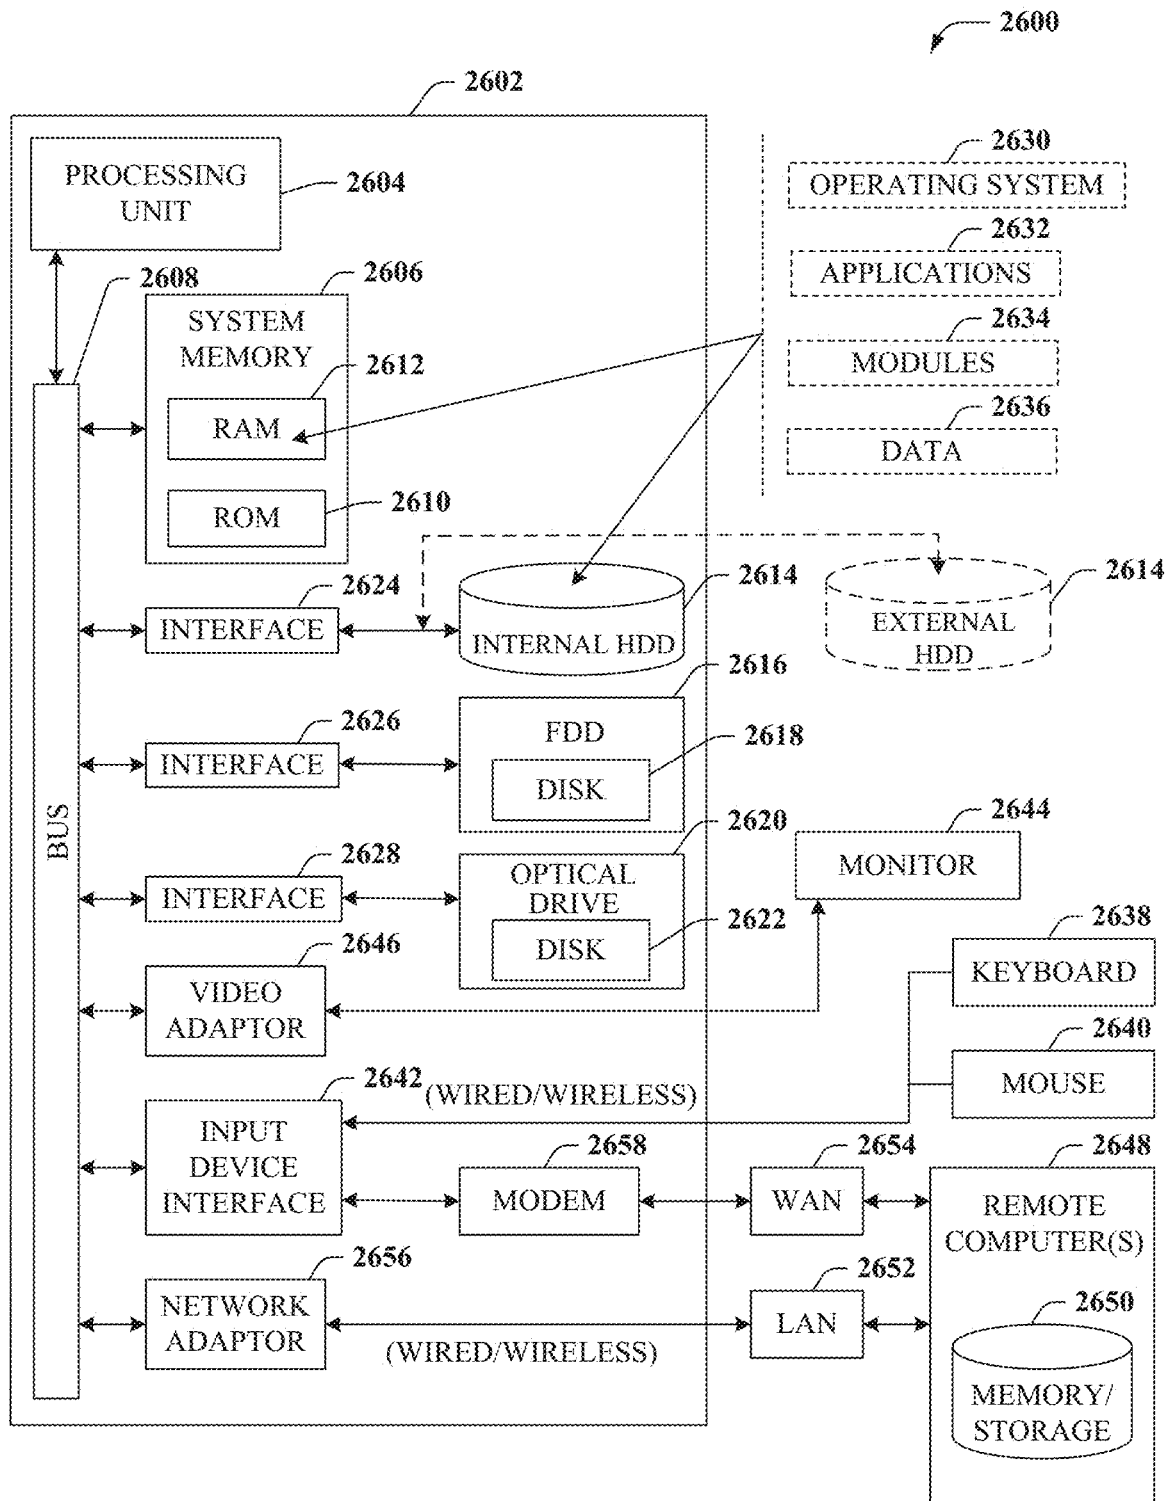 2600
2602
PROCESSING
UNIT
2604
2630
OPERATING SYSTEM
2632
APPLICATIONS
2634
MODULES
2636
DATA
2608
2606
SYSTEM
MEMORY
2612
RAM
2610
ROM
2624
INTERFACE
2614
INTERNAL HDD
2614
EXTERNAL
HDD
2616
FDD
2626
INTERFACE
2618
DISK
BUS
2620
OPTICAL
DRIVE
2628
INTERFACE
2622
DISK
2644
MONITOR
2646
VIDEO
ADAPTOR
2638
KEYBOARD
2640
MOUSE
2642
(WIRED/WIRELESS)
INPUT
DEVICE
INTERFACE
2658
MODEM
2654
WAN
2648
REMOTE
COMPUTER(S)
2656
NETWORK
ADAPTOR
(WIRED/WIRELESS)
2652
LAN
2650
MEMORY/
STORAGE